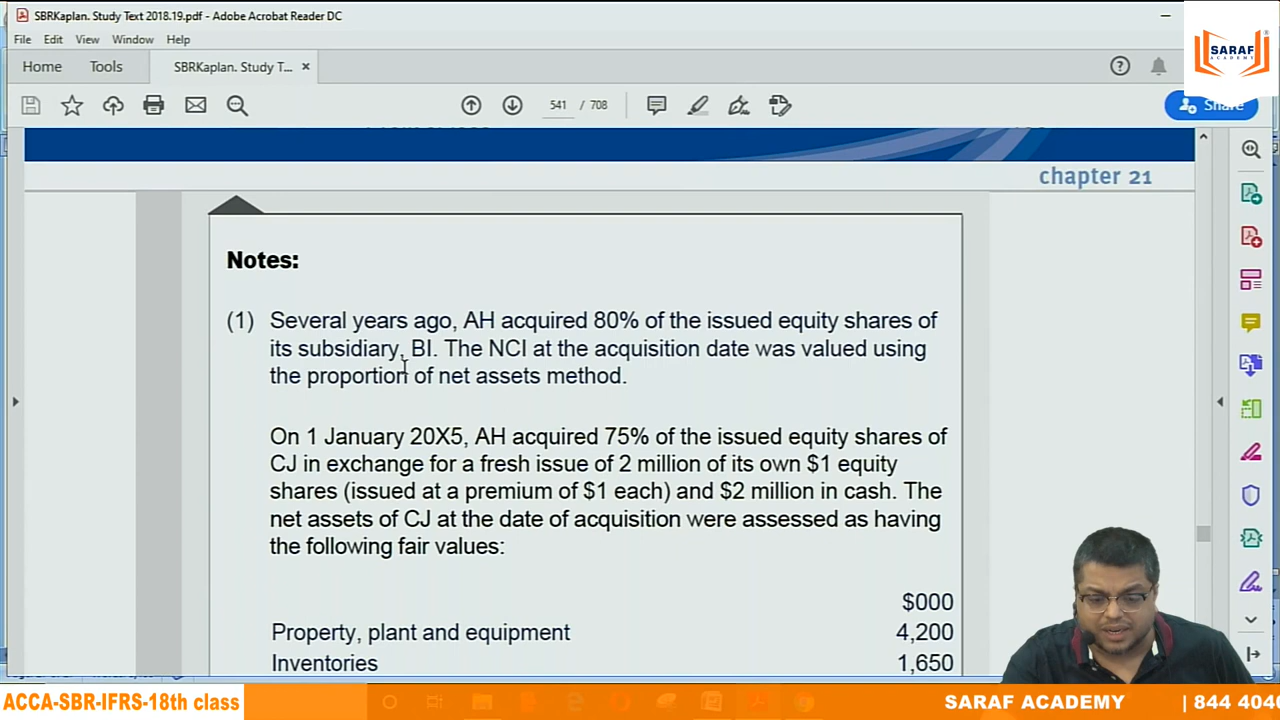 SBRKaplan. Study Text 2018.19.pdf - Adobe Acrobat Reader DC
File Edit View Window Help
Home Tools SBRKaplan. Study T... ×
541 / 708
Share
SARAF
ACADEMY
chapter 21
Notes:
(1) Several years ago, AH acquired 80% of the issued equity shares of
its subsidiary, BI. The NCI at the acquisition date was valued using
the proportion of net assets method.
On 1 January 20X5, AH acquired 75% of the issued equity shares of
CJ in exchange for a fresh issue of 2 million of its own $1 equity
shares (issued at a premium of $1 each) and $2 million in cash. The
net assets of CJ at the date of acquisition were assessed as having
the following fair values:
$000
Property, plant and equipment 4,200
Inventories 1,650
ACCA-SBR-IFRS-18th class
SARAF ACADEMY | 844 404